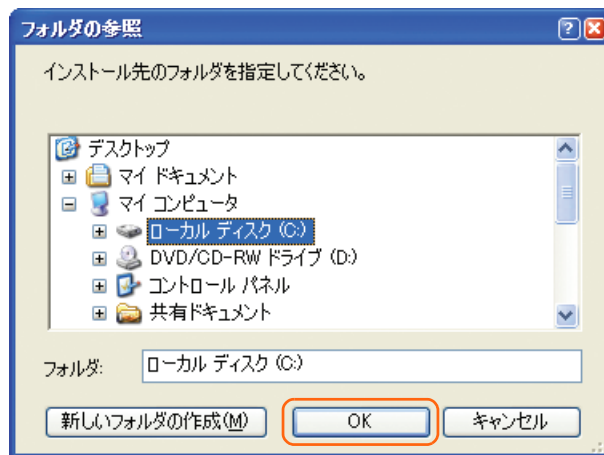 フォルダの参照
インストール先のフォルダを指定してください。
デスクトップ
マイ ドキュメント
マイ コンピュータ
ローカル ディスク (C:)
DVD/CD-RW ドライブ (D:)
コントロール パネル
共有ドキュメント
フォルダ: ローカル ディスク (C:)
新しいフォルダの作成(M) OK キャンセル